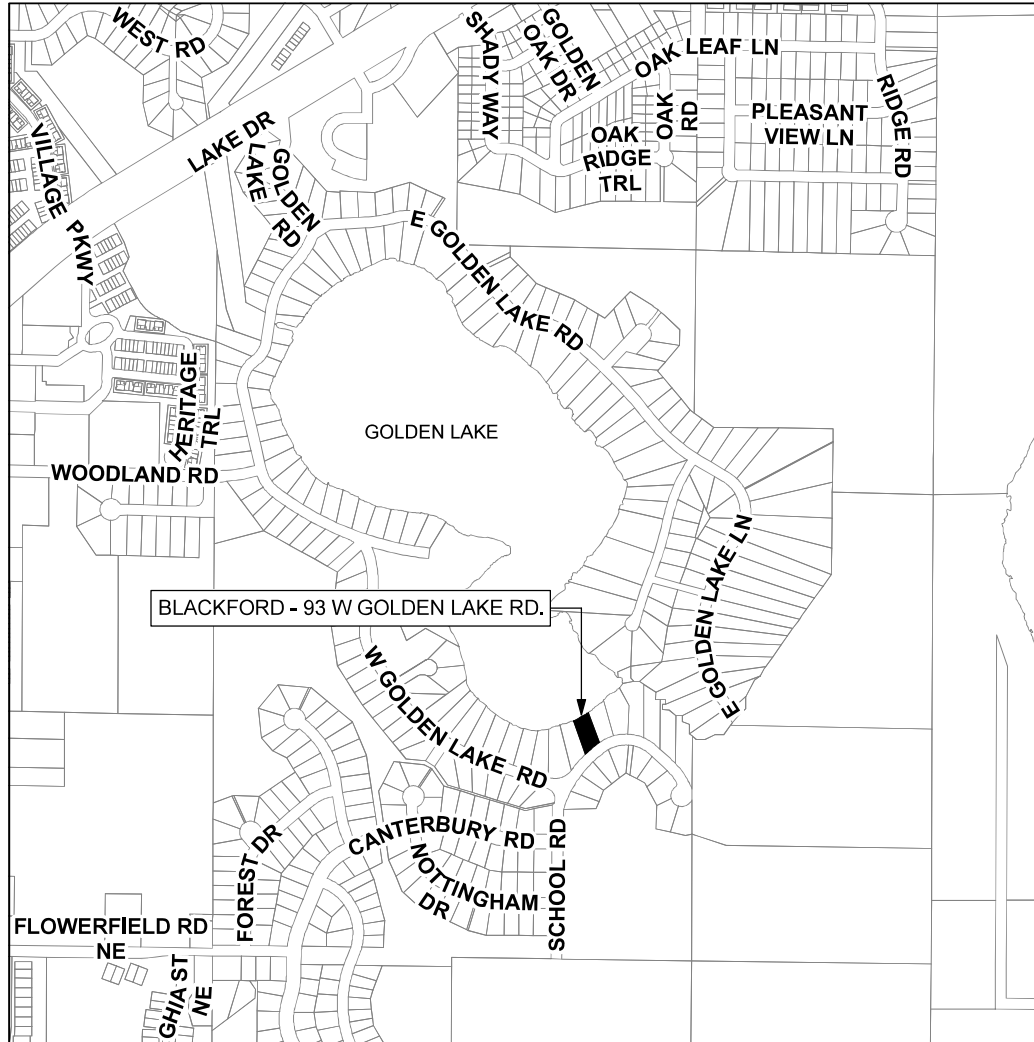 WEST RD
SHADY WAY
GOLDEN
OAK DR
OAK LEAF LN
RIDGE RD
PLEASANT
VIEW LN
OAK
RD
OAK
RIDGE
TRL
LAKE DR
VILLAGE PKWY
GOLDEN
LAKE RD
E GOLDEN LAKE RD
HERITAGE
TRL
GOLDEN LAKE
WOODLAND RD
E GOLDEN LAKE LN
BLACKFORD - 93 W GOLDEN LAKE RD.
W GOLDEN LAKE RD
CANTERBURY RD
NOTTINGHAM
DR
SCHOOL RD
FOREST DR
FLOWERFIELD RD
NE
GHIA ST
NE